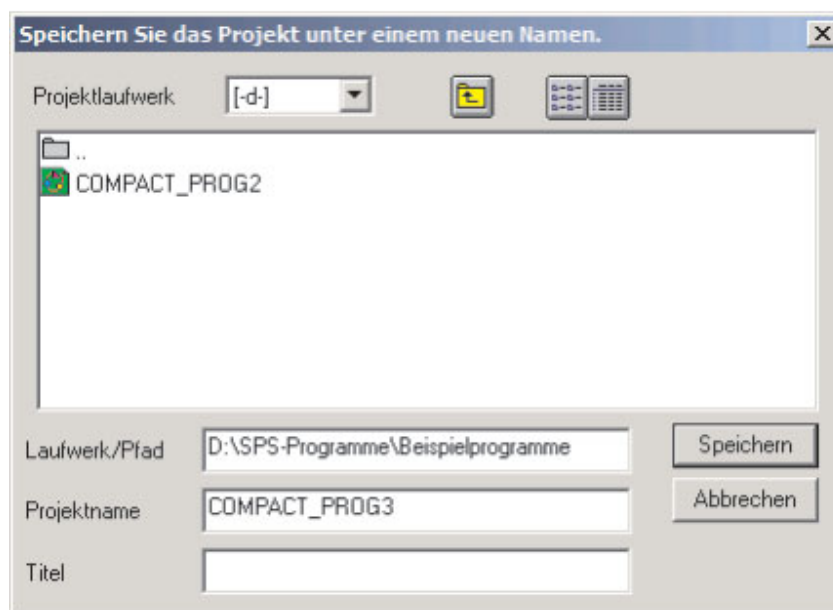 Speichern Sie das Projekt unter einem neuen Namen.
Projektlaufwerk [-d-]
..
COMPACT_PROG2
Laufwerk/Pfad D:\SPS-Programme\Beispielprogramme Speichern
Projektname COMPACT_PROG3 Abbrechen
Titel